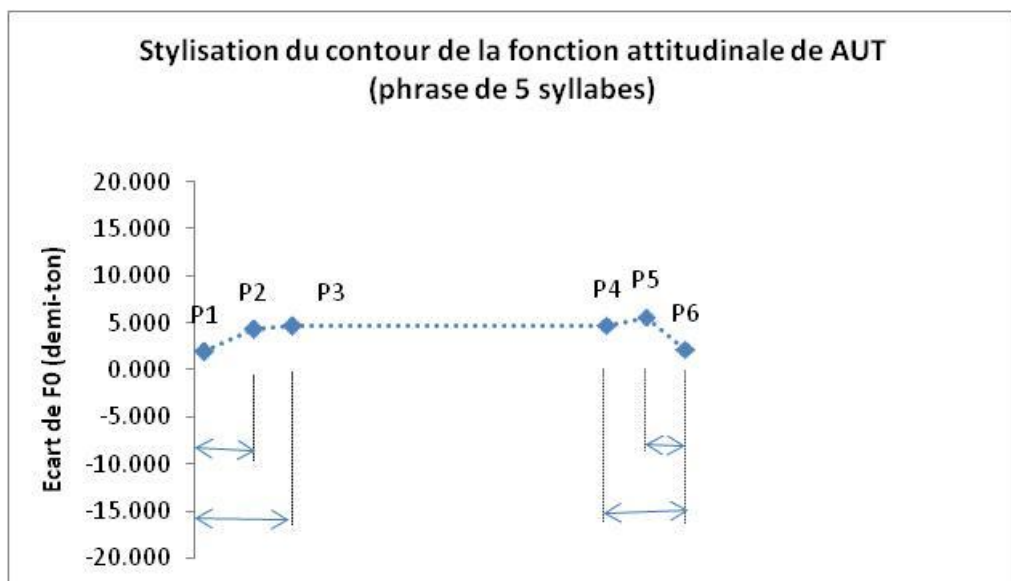 Stylisation du contour de la fonction attitudinale de AUT
(phrase de 5 syllabes)
Ecart de F0 (demi-ton)
20.000
15.000
10.000
5.000
0.000
-5.000
-10.000
-15.000
-20.000
P1
P2
P3
P4
P5
P6